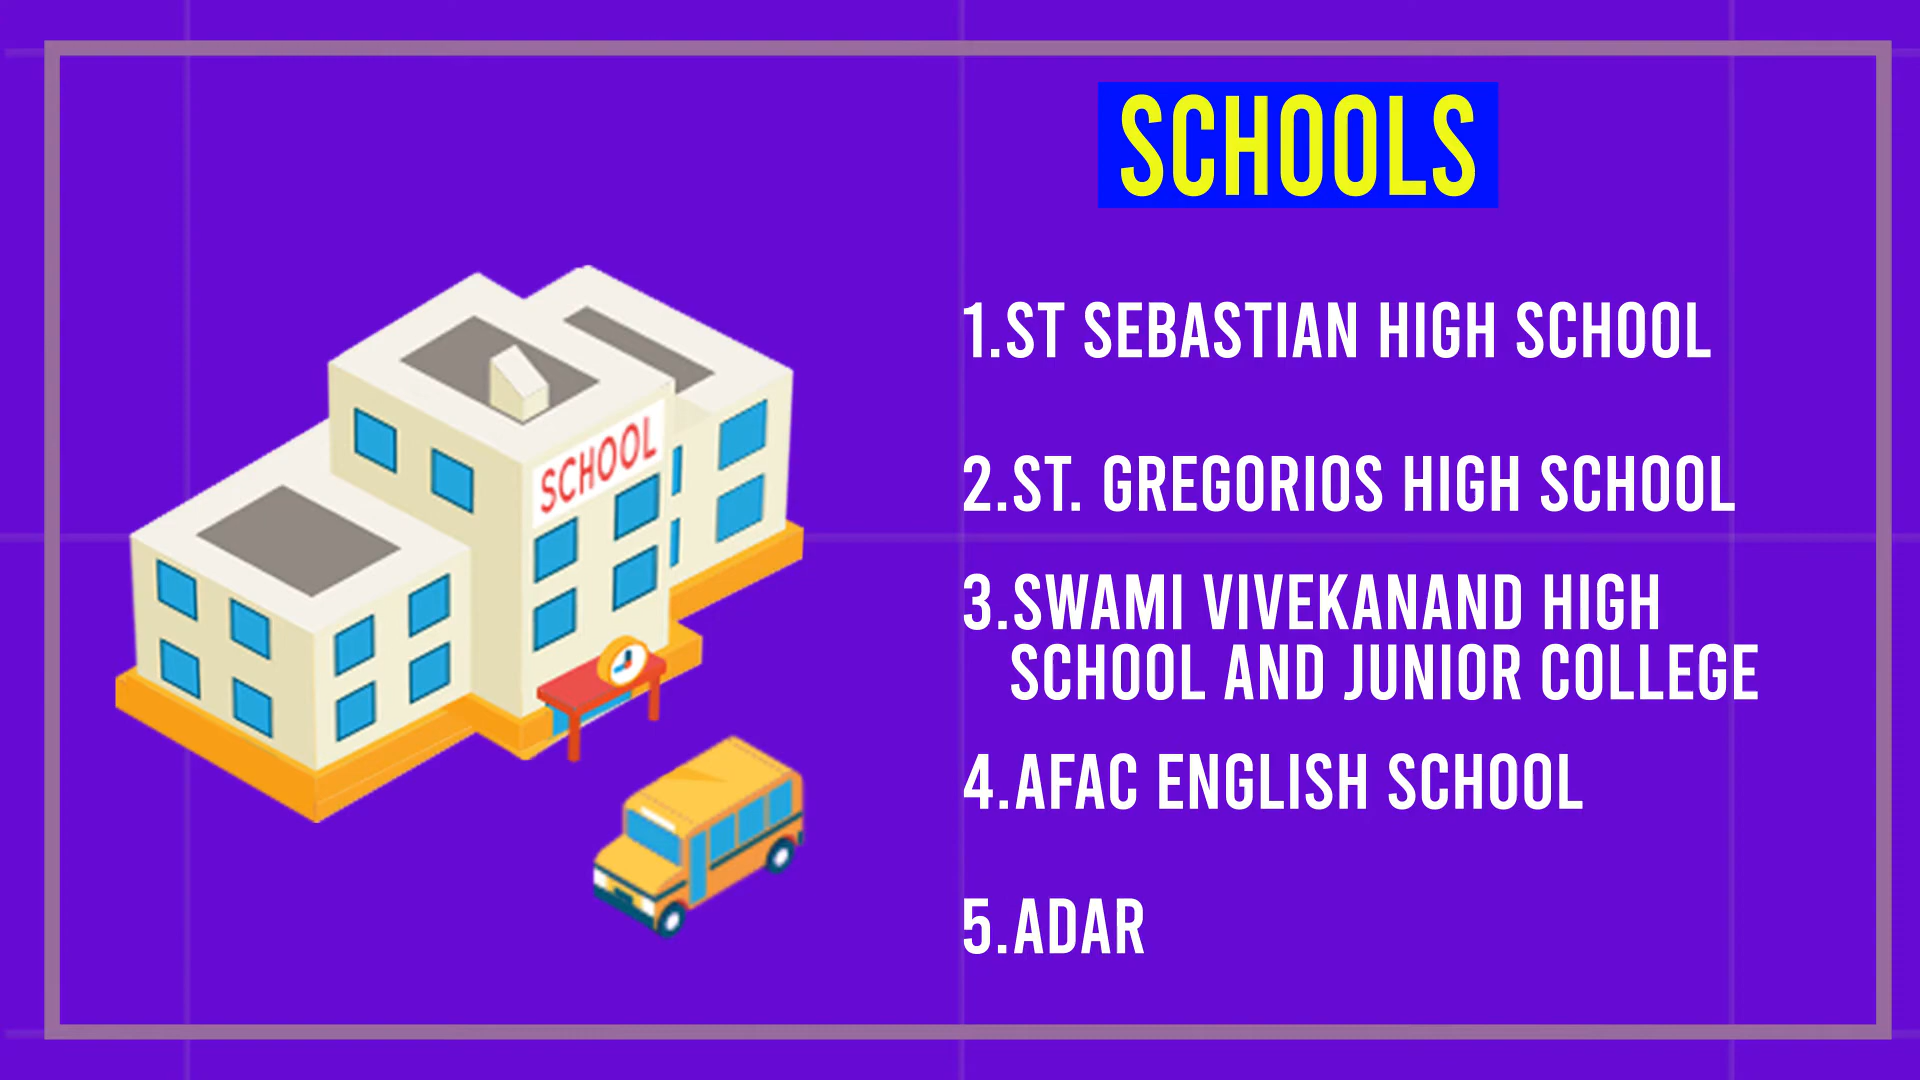 SCHOOLS
SCHOOL
1.ST SEBASTIAN HIGH SCHOOL
2.ST. GREGORIOS HIGH SCHOOL
3.SWAMI VIVEKANAND HIGH
SCHOOL AND JUNIOR COLLEGE
4.AFAC ENGLISH SCHOOL
5.ADAR